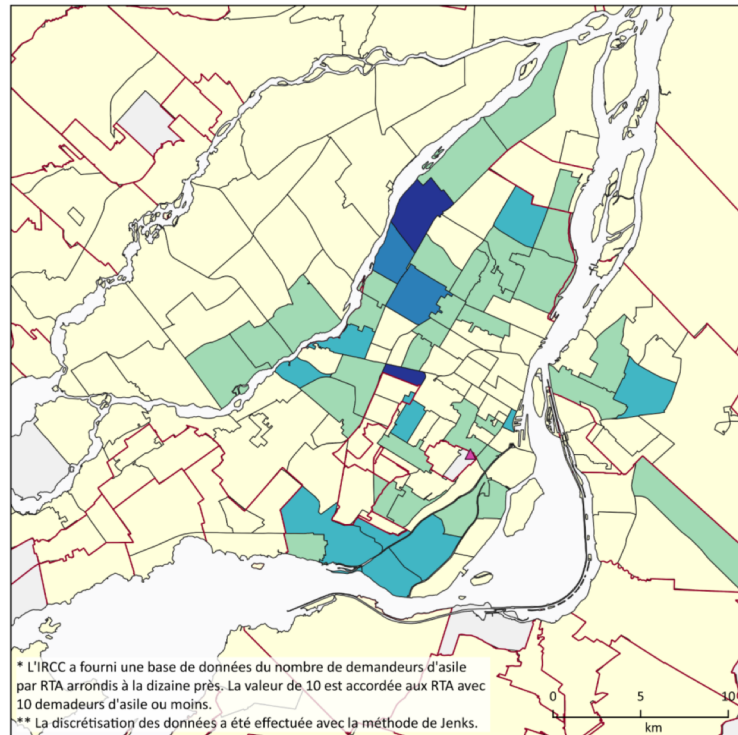 * L'IRCC a fourni une base de données du nombre de demandeurs d'asile
par RTA arrondis à la dizaine près. La valeur de 10 est accordée aux RTA avec
10 demadeurs d'asile ou moins.
** La discrétisation des données a été effectuée avec la méthode de Jenks.
0 5 10
km